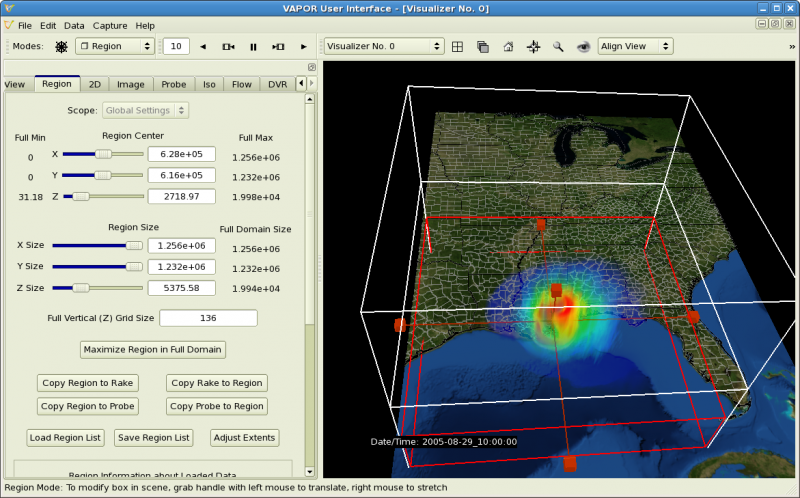 VAPOR User Interface - [Visualizer No. 0]
File Edit Data Capture Help
Modes: Region 10 Visualizer No. 0 Align View »
View Region 2D Image Probe Iso Flow DVR
Scope: Global Settings
Full Min Region Center Full Max
0 X 6.28e+05 1.256e+06
0 Y 6.16e+05 1.232e+06
31.18 Z 2718.97 1.998e+04
Region Size Full Domain Size
X Size 1.256e+06 1.256e+06
Y Size 1.232e+06 1.232e+06
Z Size 5375.58 1.994e+04
Full Vertical (Z) Grid Size 136
Maximize Region in Full Domain
Copy Region to Rake Copy Rake to Region
Copy Region to Probe Copy Probe to Region
Load Region List Save Region List Adjust Extents
Region Information about Loaded Data
Date/Time: 2005-08-29_10:00:00
Region Mode: To modify box in scene, grab handle with left mouse to translate, right mouse to stretch